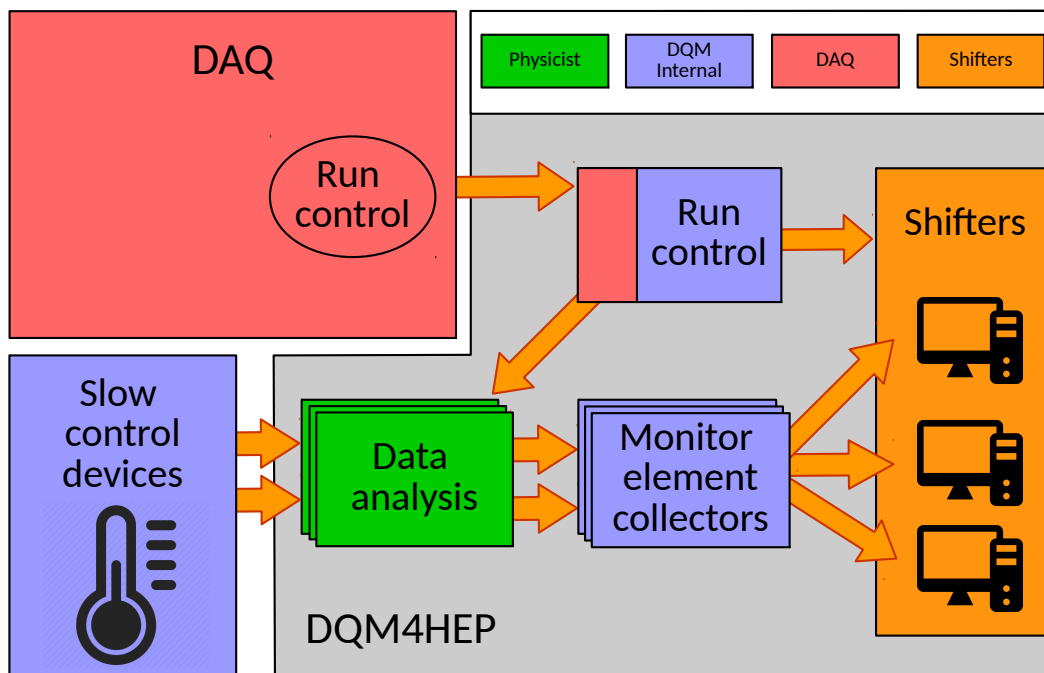 DAQ
Physicist
DQM
Internal
DAQ
Shifters
Run
control
Run
control
Shifters
Slow
control
devices
Data
analysis
Monitor
element
collectors
DQM4HEP